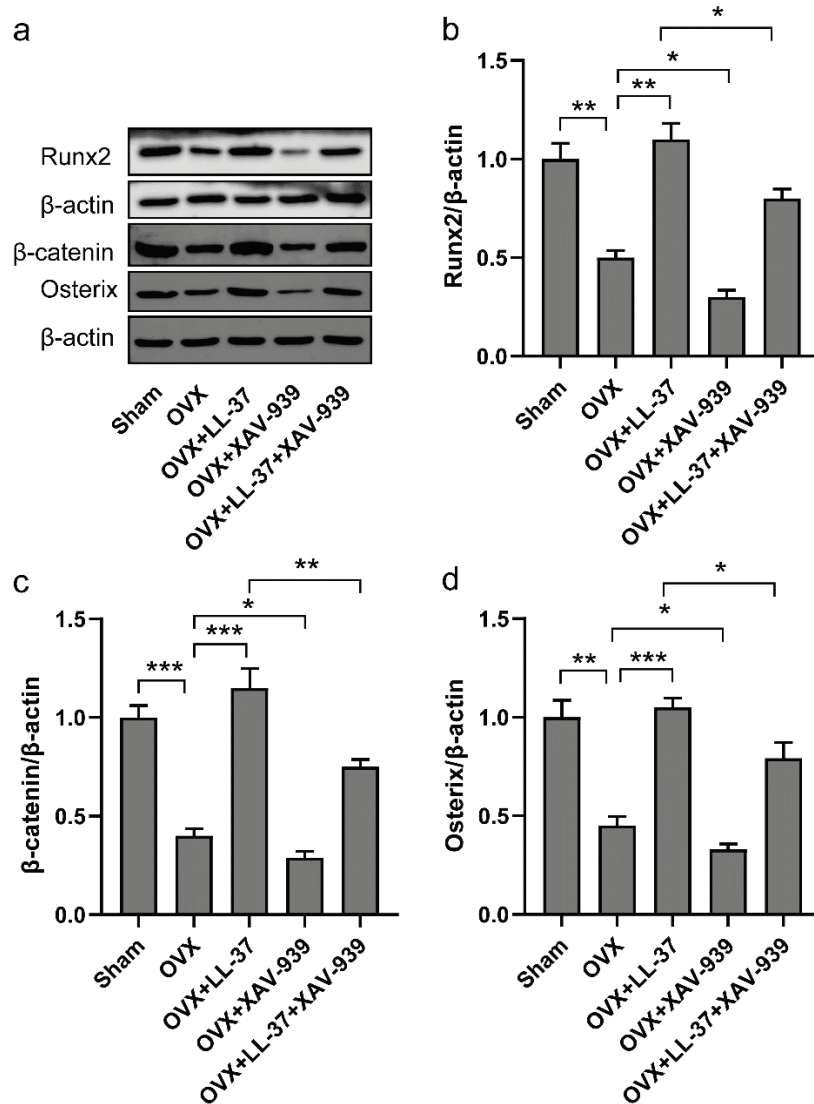 a
Runx2
β-actin
β-catenin
Osterix
β-actin
Sham
OVX
OVX+LL-37
OVX+XAV-939
OVX+LL-37+XAV-939
b
*
*
**
**
1.5
1.0
0.5
0.0
Runx2/β-actin
Sham
OVX
OVX+LL-37
OVX+XAV-939
OVX+LL-37+XAV-939
c
**
*
***
***
1.5
1.0
0.5
0.0
β-catenin/β-actin
Sham
OVX
OVX+LL-37
OVX+XAV-939
OVX+LL-37+XAV-939
d
*
*
**
***
1.5
1.0
0.5
0.0
Osterix/β-actin
Sham
OVX
OVX+LL-37
OVX+XAV-939
OVX+LL-37+XAV-939